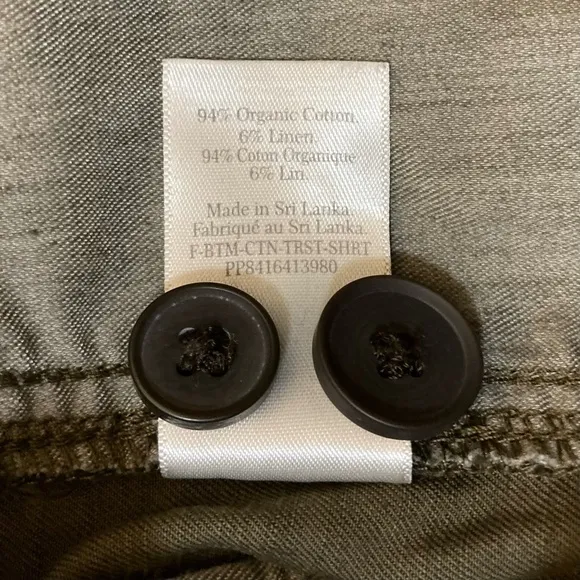 94% Organic Cotton.
6% Linen.
94% Coton Organique
6% Lin.
Made in Sri Lanka.
Fabriqué au Sri Lanka.
F-BTM-CTN-TRST-SHRT
PP8416413980